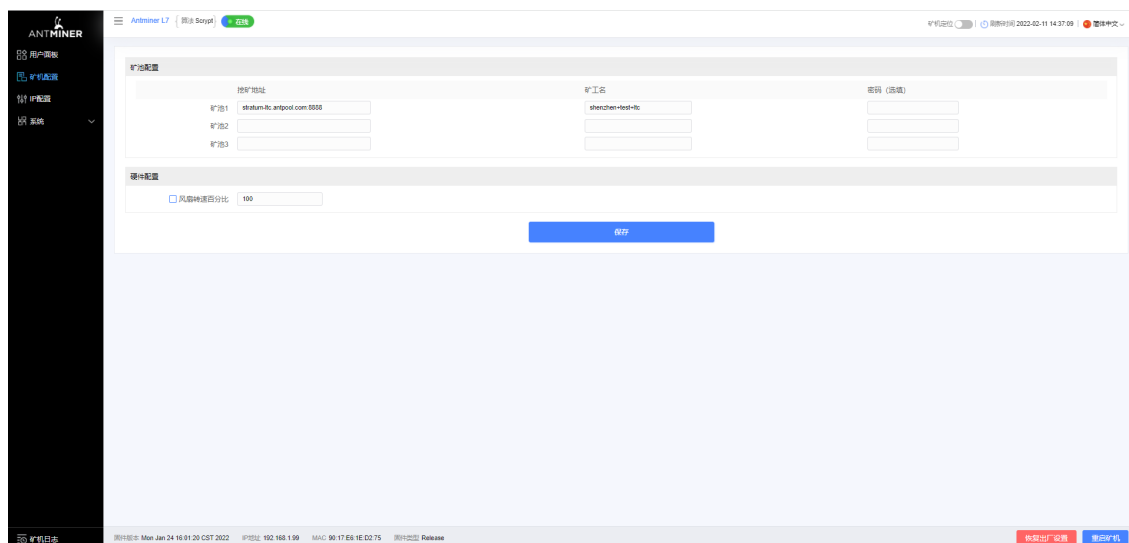 ANTMINER
Antminer L7 算法 Scrypt 在线
矿机定位 刷新时间 2022-02-11 14:37:09 简体中文
用户面板
矿机配置
IP配置
系统
矿池配置
挖矿地址 矿工名 密码（选填）
矿池1 stratum-ltc.antpool.com:8888 shenzhen+test+ltc
矿池2
矿池3
硬件配置
风扇转速百分比 100
保存
矿机日志
固件版本 Mon Jan 24 16:01:20 CST 2022 IP地址 192.168.1.99 MAC 90:17:E6:1E:D2:75 固件类型 Release
恢复出厂设置 重启矿机